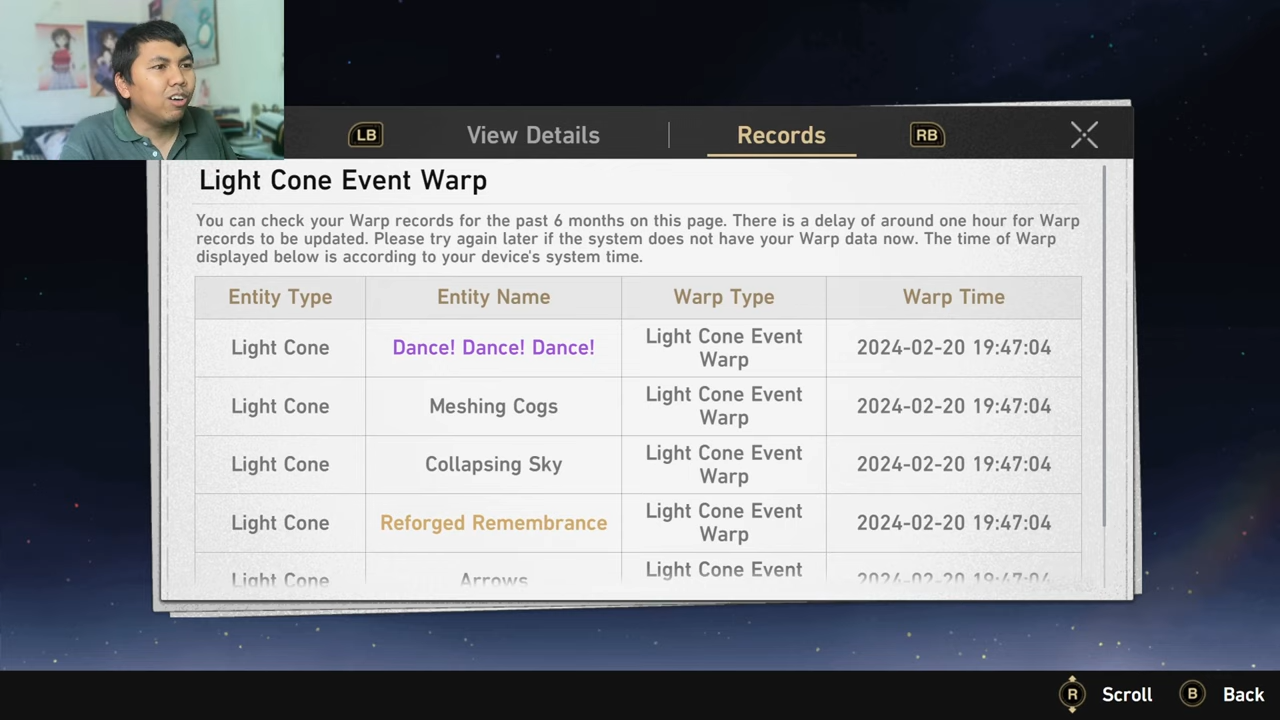 LB
View Details
Records
RB
Light Cone Event Warp
You can check your Warp records for the past 6 months on this page. There is a delay of around one hour for Warp
records to be updated. Please try again later if the system does not have your Warp data now. The time of Warp
displayed below is according to your device's system time.
Entity Type Entity Name Warp Type Warp Time
Light Cone Dance! Dance! Dance! Light Cone Event Warp 2024-02-20 19:47:04
Light Cone Meshing Cogs Light Cone Event Warp 2024-02-20 19:47:04
Light Cone Collapsing Sky Light Cone Event Warp 2024-02-20 19:47:04
Light Cone Reforged Remembrance Light Cone Event Warp 2024-02-20 19:47:04
Light Cone Arrows Light Cone Event 2024-02-20 19:47:04
R Scroll B Back